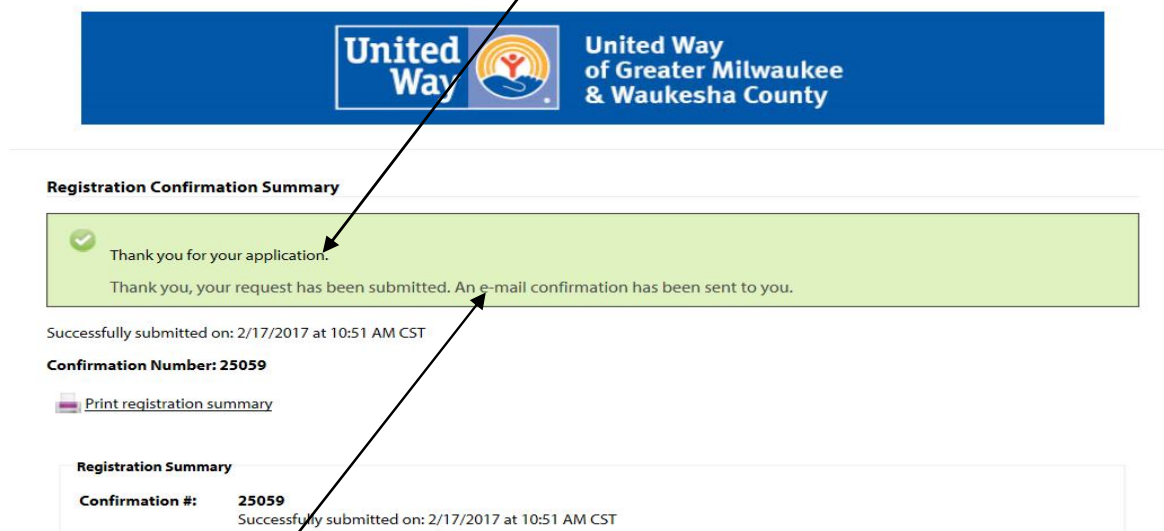 United
Way
United Way
of Greater Milwaukee
& Waukesha County
Registration Confirmation Summary
Thank you for your application.
Thank you, your request has been submitted. An e-mail confirmation has been sent to you.
Successfully submitted on: 2/17/2017 at 10:51 AM CST
Confirmation Number: 25059
Print registration summary
Registration Summary
Confirmation #: 25059
Successfully submitted on: 2/17/2017 at 10:51 AM CST